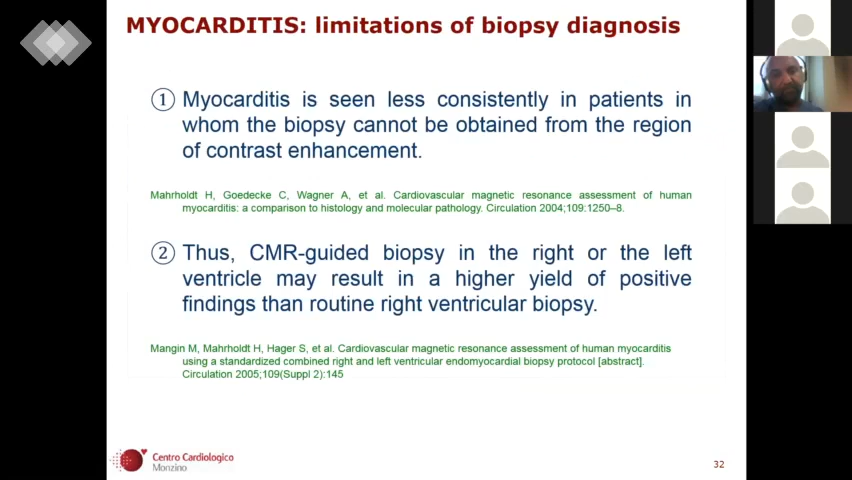 MYOCARDITIS: limitations of biopsy diagnosis
① Myocarditis is seen less consistently in patients in
whom the biopsy cannot be obtained from the region
of contrast enhancement.
Mahrholdt H, Goedecke C, Wagner A, et al. Cardiovascular magnetic resonance assessment of human
myocarditis: a comparison to histology and molecular pathology. Circulation 2004;109:1250–8.
② Thus, CMR-guided biopsy in the right or the left
ventricle may result in a higher yield of positive
findings than routine right ventricular biopsy.
Mangin M, Mahrholdt H, Hager S, et al. Cardiovascular magnetic resonance assessment of human myocarditis
using a standardized combined right and left ventricular endomyocardial biopsy protocol [abstract].
Circulation 2005;109(Suppl 2):145
Centro Cardiologico
Monzino
32